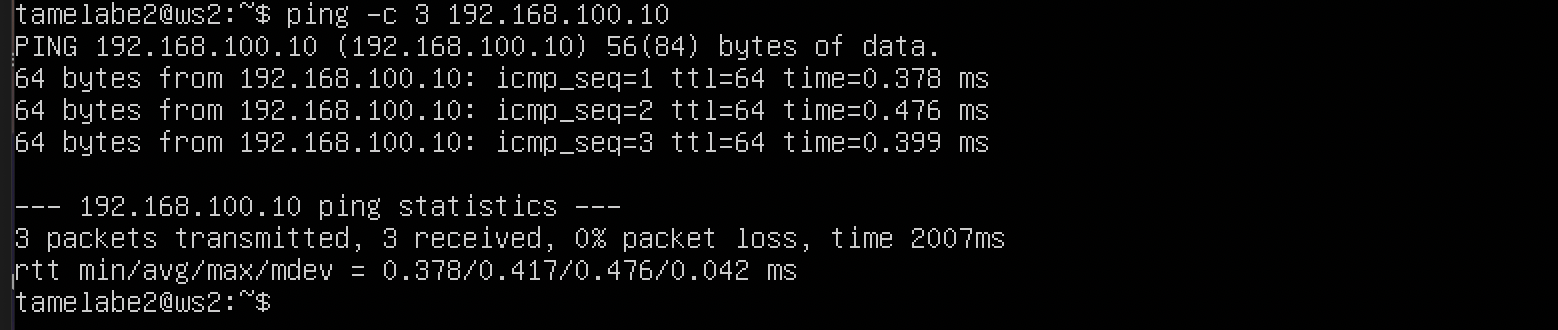 tamelabe2@ws2:~$ ping -c 3 192.168.100.10
PING 192.168.100.10 (192.168.100.10) 56(84) bytes of data.
64 bytes from 192.168.100.10: icmp_seq=1 ttl=64 time=0.378 ms
64 bytes from 192.168.100.10: icmp_seq=2 ttl=64 time=0.476 ms
64 bytes from 192.168.100.10: icmp_seq=3 ttl=64 time=0.399 ms

--- 192.168.100.10 ping statistics ---
3 packets transmitted, 3 received, 0% packet loss, time 2007ms
rtt min/avg/max/mdev = 0.378/0.417/0.476/0.042 ms
tamelabe2@ws2:~$